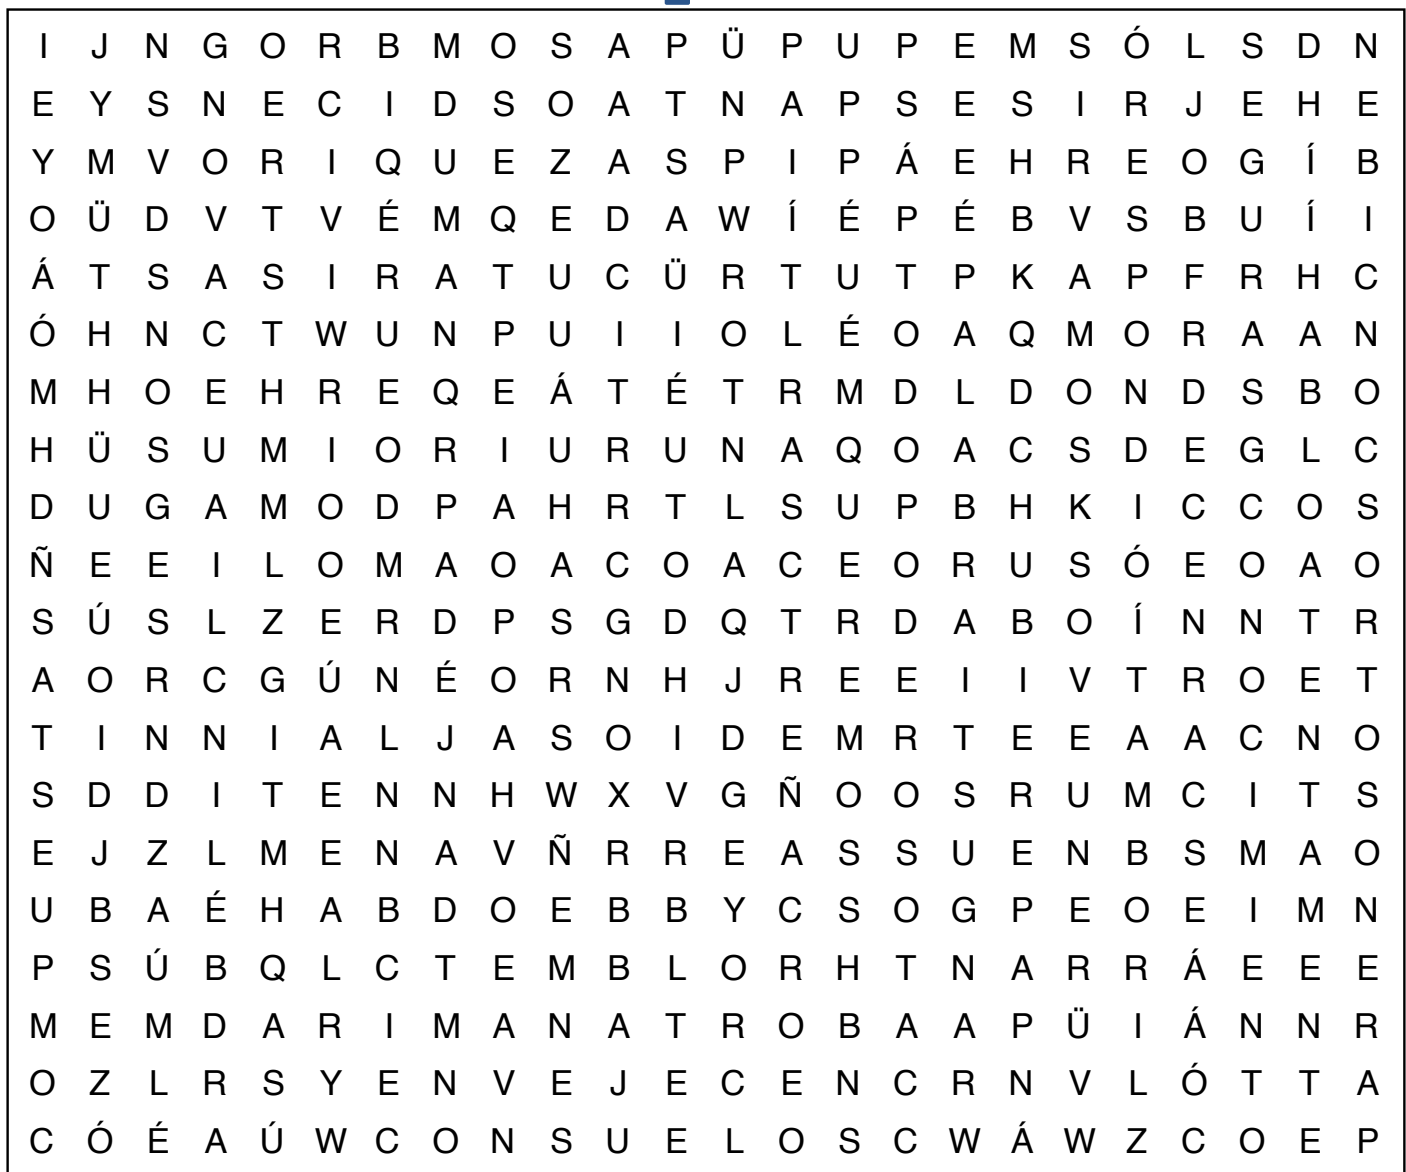 I J N G O R B M O S A P Ü P U P E M S Ó L S D N
E Y S N E C I D S O A T N A P S E S I R J E H E
Y M V O R I Q U E Z A S P I P Á E H R E O G Í B
O Ü D V T V É M Q E D A W Í É P É B V S B U Í I
Á T S A S I R A T U C Ü R T U T P K A P F R H C
Ó H N C T W U N P U I I O L É O A Q M O R A A N
M H O E H R E Q E Á T É T R M D L D O N D S B O
H Ü S U M I O R I U R U N A Q O A C S D E G L C
D U G A M O D P A H R T L S U P B H K I C C O S
Ñ E E I L O M A O A C O A C E O R U S Ó E O A O
S Ú S L Z E R D P S G D Q T R D A B O Í N N T R
A O R C G Ú N É O R N H J R E E I I V T R O E T
T I N N I A L J A S O I D E M R T E E A A C N O
S D D I T E N N H W X V G Ñ O O S R U M C I T S
E J Z L M E N A V Ñ R R E A S S U E N B S M A O
U B A É H A B D O E B B Y C S O G P E O E I M N
P S Ú B Q L C T E M B L O R H T N A R R Á E E E
M E M D A R I M A N A T R O B A A P Ü I Á N N R
O Z L R S Y E N V E J E C E N C R N V L Ó T T A
C Ó É A Ú W C O N S U E L O S C W Á W Z C O E P